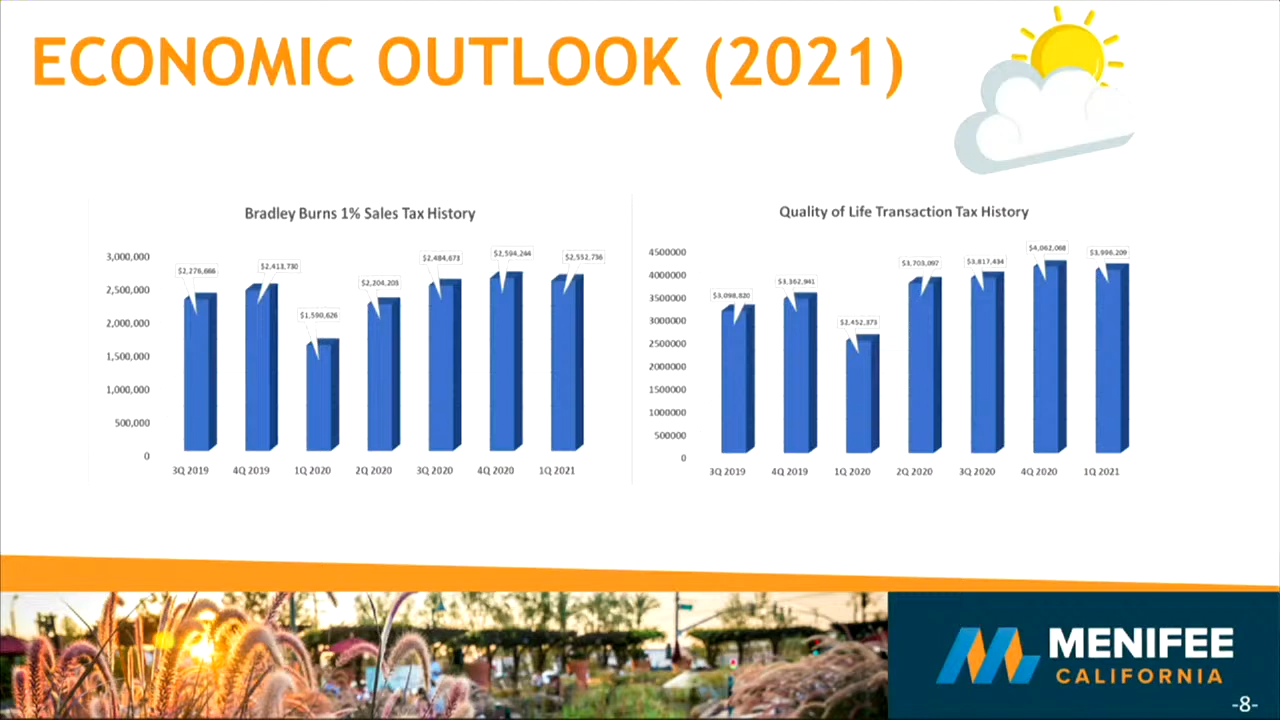 ECONOMIC OUTLOOK (2021)
Bradley Burns 1% Sales Tax History
3,000,000
2,500,000
2,000,000
1,500,000
1,000,000
500,000
0
$2,276,666
$2,413,730
$1,590,626
$2,204,203
$2,484,673
$2,594,244
$2,552,736
3Q 2019
4Q 2019
1Q 2020
2Q 2020
3Q 2020
4Q 2020
1Q 2021
Quality of Life Transaction Tax History
4500000
4000000
3500000
3000000
2500000
2000000
1500000
1000000
500000
0
$3,098,820
$3,362,941
$2,452,373
$3,703,097
$3,817,434
$4,062,068
$3,996,209
3Q 2019
4Q 2019
1Q 2020
2Q 2020
3Q 2020
4Q 2020
1Q 2021
MENIFEE
CALIFORNIA
-8-